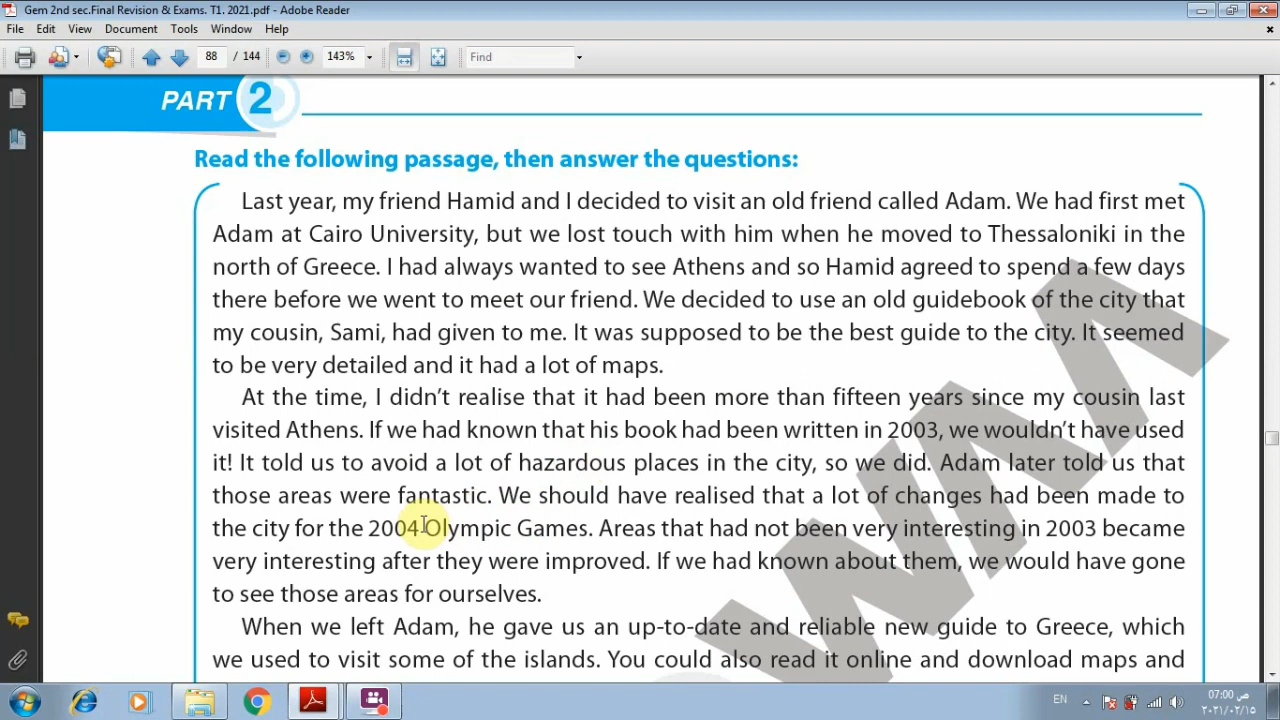 Gem 2nd sec.Final Revision & Exams. T1. 2021.pdf - Adobe Reader
File Edit View Document Tools Window Help
88 / 144 143% Find
PART 2
Read the following passage, then answer the questions:
Last year, my friend Hamid and I decided to visit an old friend called Adam. We had first met
Adam at Cairo University, but we lost touch with him when he moved to Thessaloniki in the
north of Greece. I had always wanted to see Athens and so Hamid agreed to spend a few days
there before we went to meet our friend. We decided to use an old guidebook of the city that
my cousin, Sami, had given to me. It was supposed to be the best guide to the city. It seemed
to be very detailed and it had a lot of maps.
At the time, I didn't realise that it had been more than fifteen years since my cousin last
visited Athens. If we had known that his book had been written in 2003, we wouldn't have used
it! It told us to avoid a lot of hazardous places in the city, so we did. Adam later told us that
those areas were fantastic. We should have realised that a lot of changes had been made to
the city for the 2004 Olympic Games. Areas that had not been very interesting in 2003 became
very interesting after they were improved. If we had known about them, we would have gone
to see those areas for ourselves.
When we left Adam, he gave us an up-to-date and reliable new guide to Greece, which
we used to visit some of the islands. You could also read it online and download maps and
EN
07:00 ص
٢٠٢١/٠٢/١٥